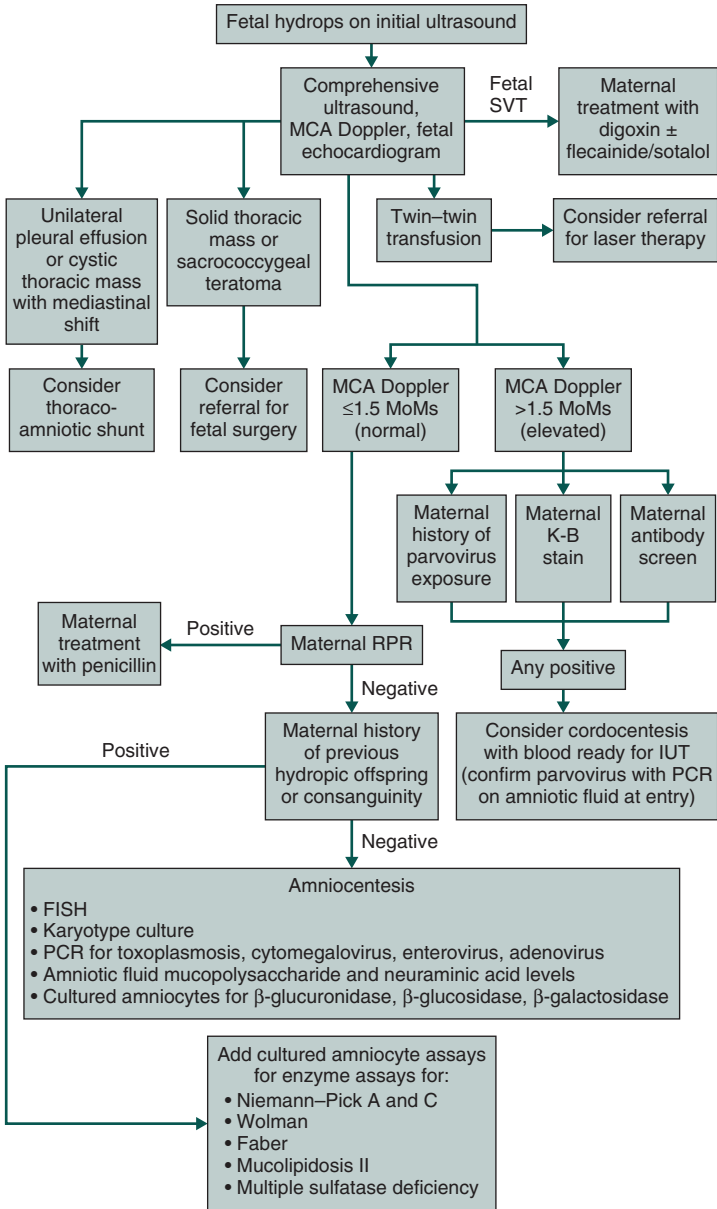 Fetal hydrops on initial ultrasound
Comprehensive
ultrasound,
MCA Doppler, fetal
echocardiogram
Fetal
SVT
Maternal
treatment with
digoxin ±
flecainide/sotalol
Unilateral
pleural effusion
or cystic
thoracic mass
with mediastinal
shift
Solid thoracic
mass or
sacrococcygeal
teratoma
Twin–twin
transfusion
Consider referral
for laser therapy
Consider
thoraco-
amniotic shunt
Consider
referral for
fetal surgery
MCA Doppler
≤1.5 MoMs
(normal)
MCA Doppler
>1.5 MoMs
(elevated)
Maternal
history of
parvovirus
exposure
Maternal
K-B
stain
Maternal
antibody
screen
Maternal
treatment
with penicillin
Positive
Maternal RPR
Any positive
Negative
Positive
Maternal history
of previous
hydropic offspring
or consanguinity
Consider cordocentesis
with blood ready for IUT
(confirm parvovirus with PCR
on amniotic fluid at entry)
Negative
Amniocentesis
• FISH
• Karyotype culture
• PCR for toxoplasmosis, cytomegalovirus, enterovirus, adenovirus
• Amniotic fluid mucopolysaccharide and neuraminic acid levels
• Cultured amniocytes for β-glucuronidase, β-glucosidase, β-galactosidase
Add cultured amniocyte assays
for enzyme assays for:
• Niemann–Pick A and C
• Wolman
• Faber
• Mucolipidosis II
• Multiple sulfatase deficiency